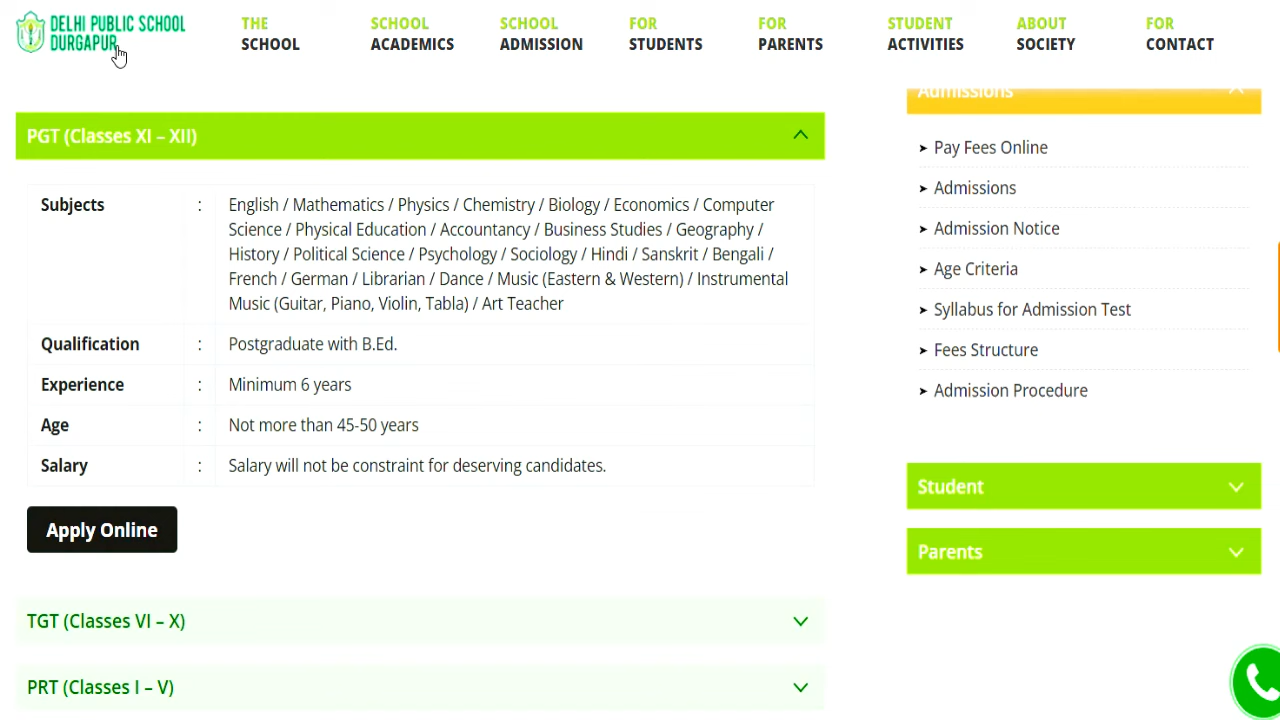 DELHI PUBLIC SCHOOL
DURGAPUR
THE
SCHOOL
SCHOOL
ACADEMICS
SCHOOL
ADMISSION
FOR
STUDENTS
FOR
PARENTS
STUDENT
ACTIVITIES
ABOUT
SOCIETY
FOR
CONTACT
PGT (Classes XI – XII)
Subjects : English / Mathematics / Physics / Chemistry / Biology / Economics / Computer
Science / Physical Education / Accountancy / Business Studies / Geography /
History / Political Science / Psychology / Sociology / Hindi / Sanskrit / Bengali /
French / German / Librarian / Dance / Music (Eastern & Western) / Instrumental
Music (Guitar, Piano, Violin, Tabla) / Art Teacher
Qualification : Postgraduate with B.Ed.
Experience : Minimum 6 years
Age : Not more than 45-50 years
Salary : Salary will not be constraint for deserving candidates.
Apply Online
TGT (Classes VI – X)
PRT (Classes I – V)
Admissions
➤ Pay Fees Online
➤ Admissions
➤ Admission Notice
➤ Age Criteria
➤ Syllabus for Admission Test
➤ Fees Structure
➤ Admission Procedure
Student
Parents